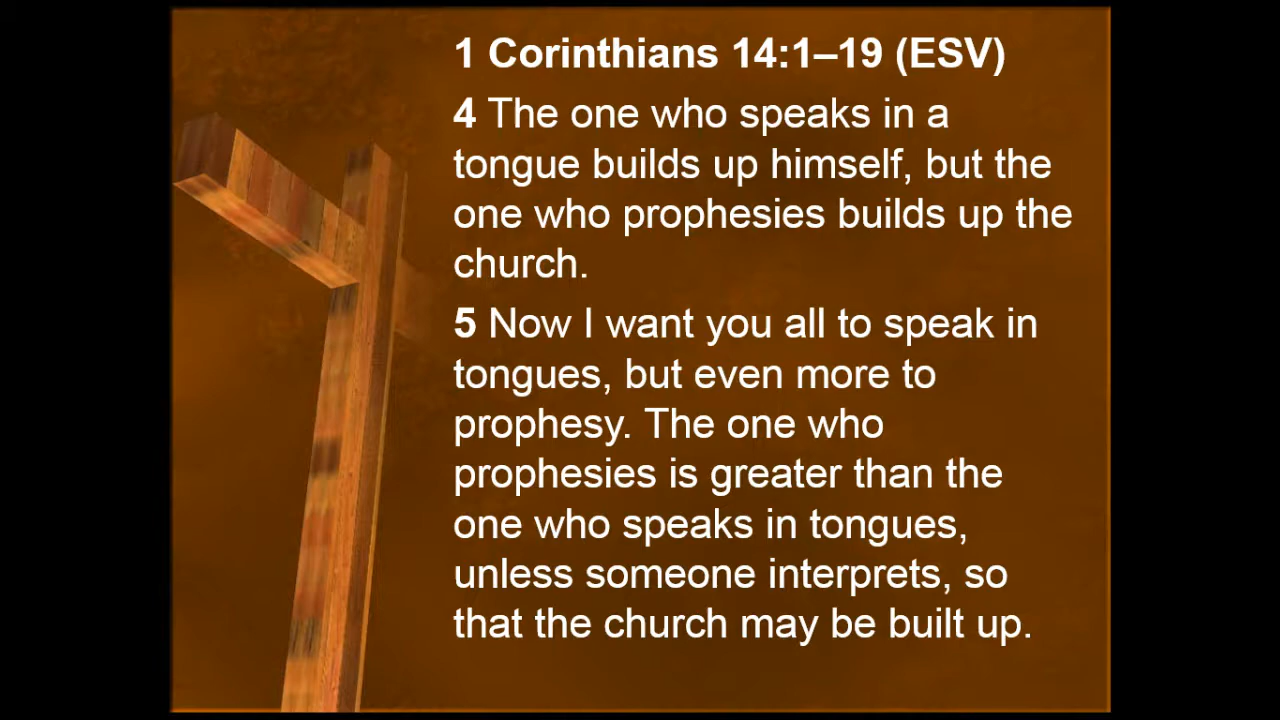 1 Corinthians 14:1–19 (ESV)
4 The one who speaks in a
tongue builds up himself, but the
one who prophesies builds up the
church.
5 Now I want you all to speak in
tongues, but even more to
prophesy. The one who
prophesies is greater than the
one who speaks in tongues,
unless someone interprets, so
that the church may be built up.